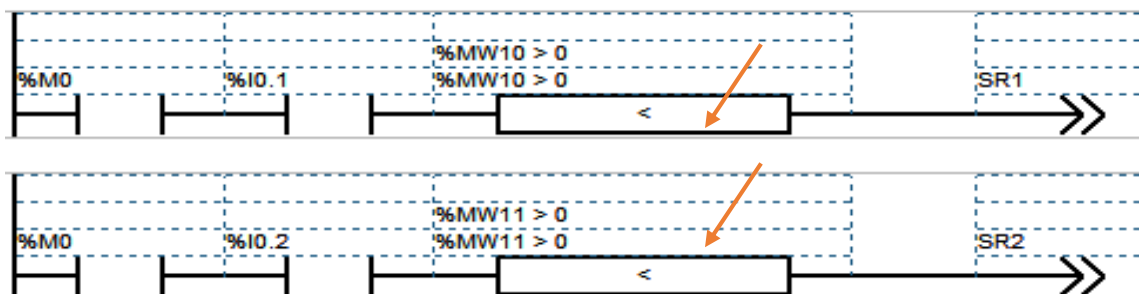 %MW10 > 0
%M0 %I0.1 %MW10 > 0 SR1
<
%MW11 > 0
%M0 %I0.2 %MW11 > 0 SR2
<